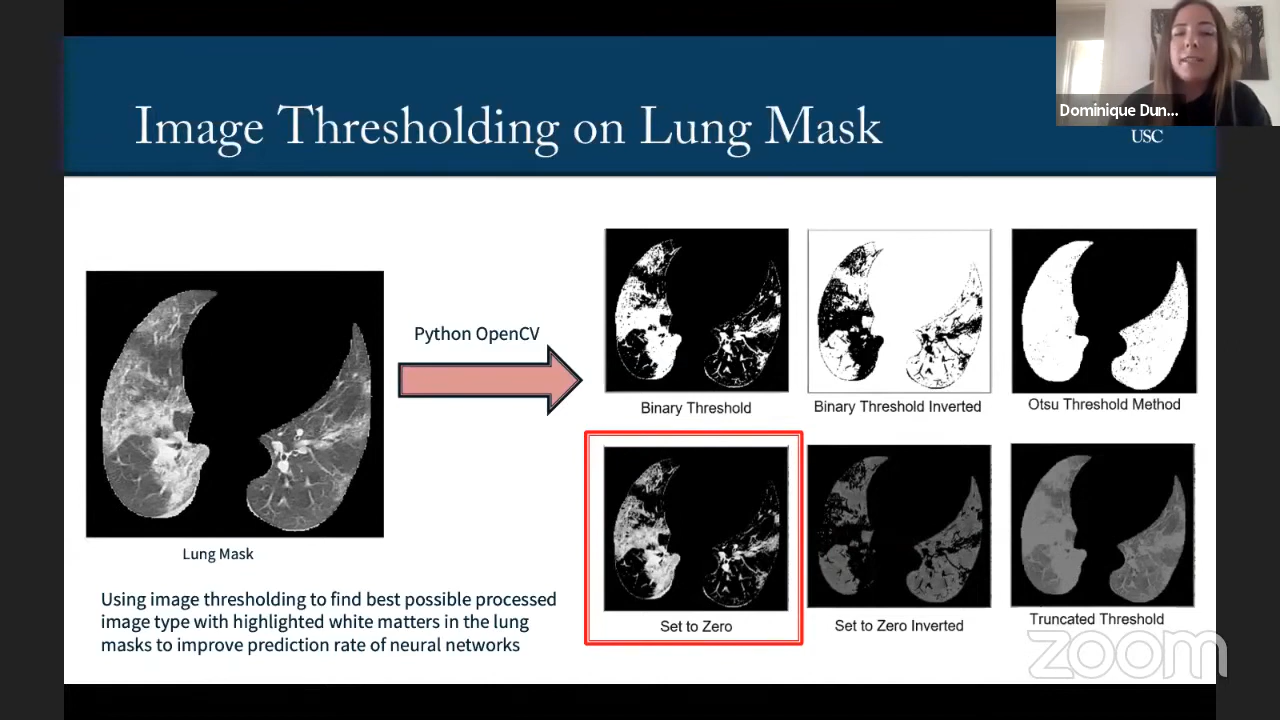 Image Thresholding on Lung Mask
Dominique Dun...
USC
Python OpenCV
Lung Mask
Using image thresholding to find best possible processed
image type with highlighted white matters in the lung
masks to improve prediction rate of neural networks
Binary Threshold
Binary Threshold Inverted
Otsu Threshold Method
Set to Zero
Set to Zero Inverted
Truncated Threshold
zoom